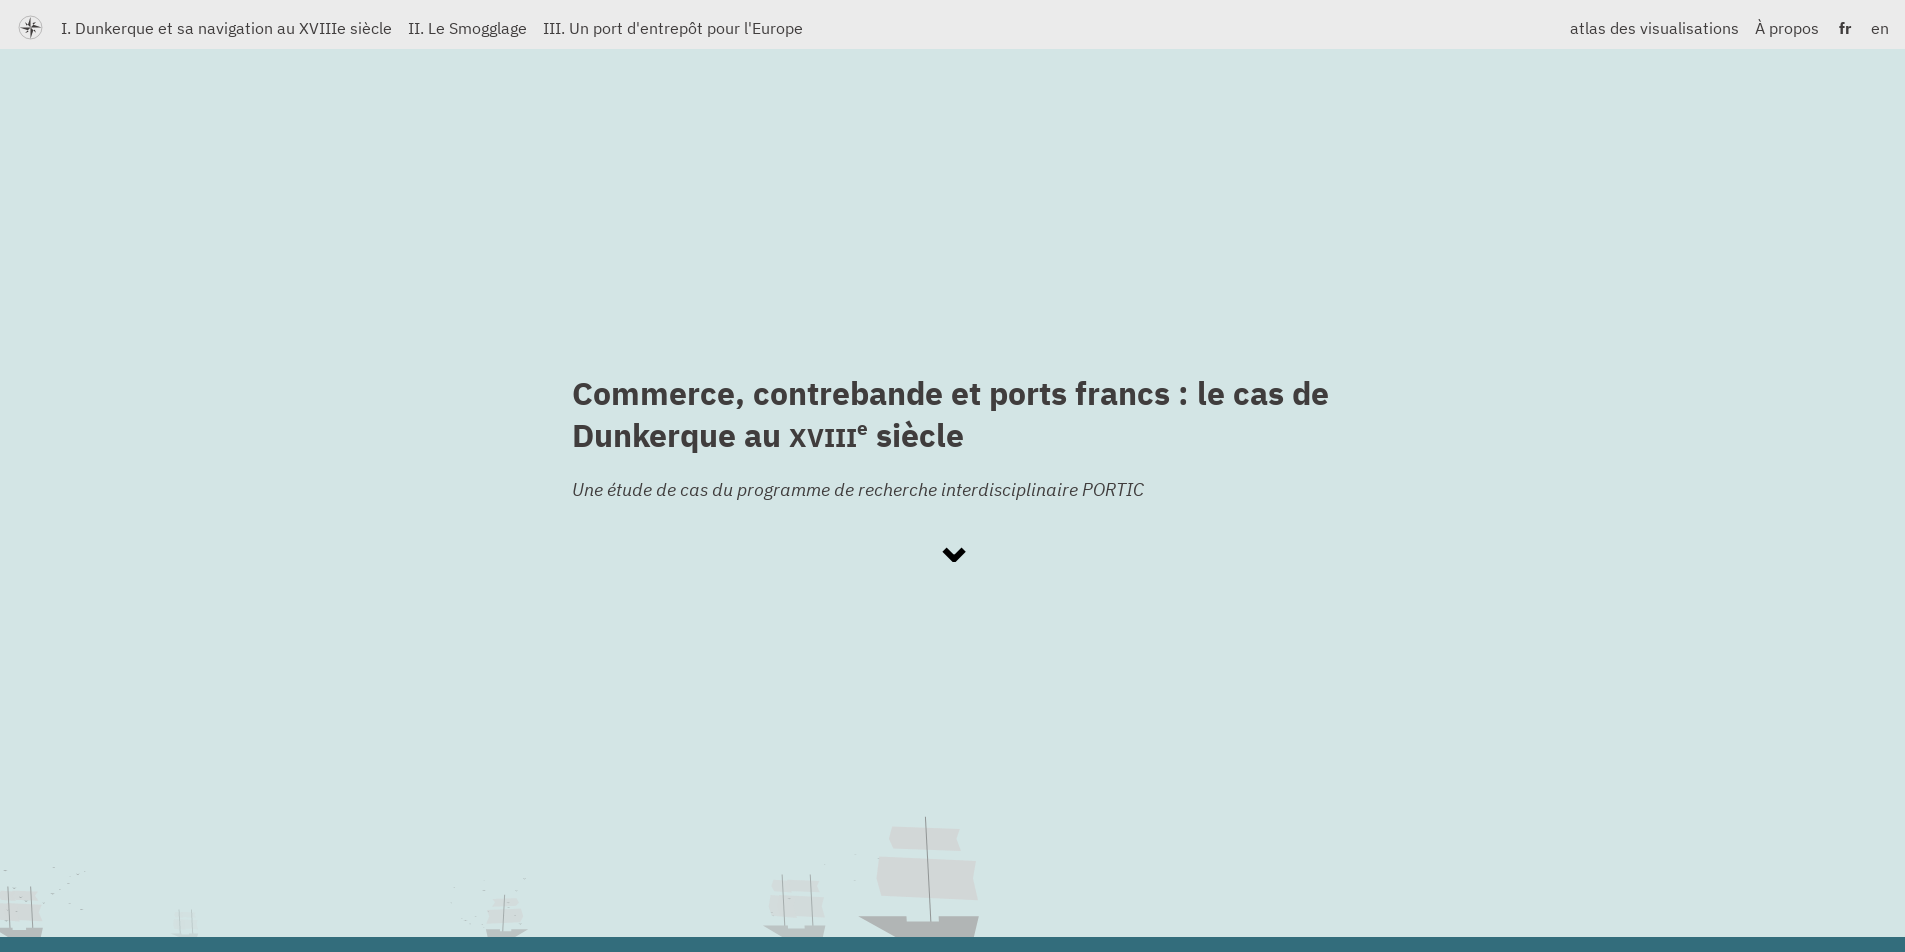 I. Dunkerque et sa navigation au XVIIIe siècle II. Le Smogglage III. Un port d'entrepôt pour l'Europe atlas des visualisations À propos fr en
Commerce, contrebande et ports francs : le cas de
Dunkerque au XVIIIe siècle
Une étude de cas du programme de recherche interdisciplinaire PORTIC